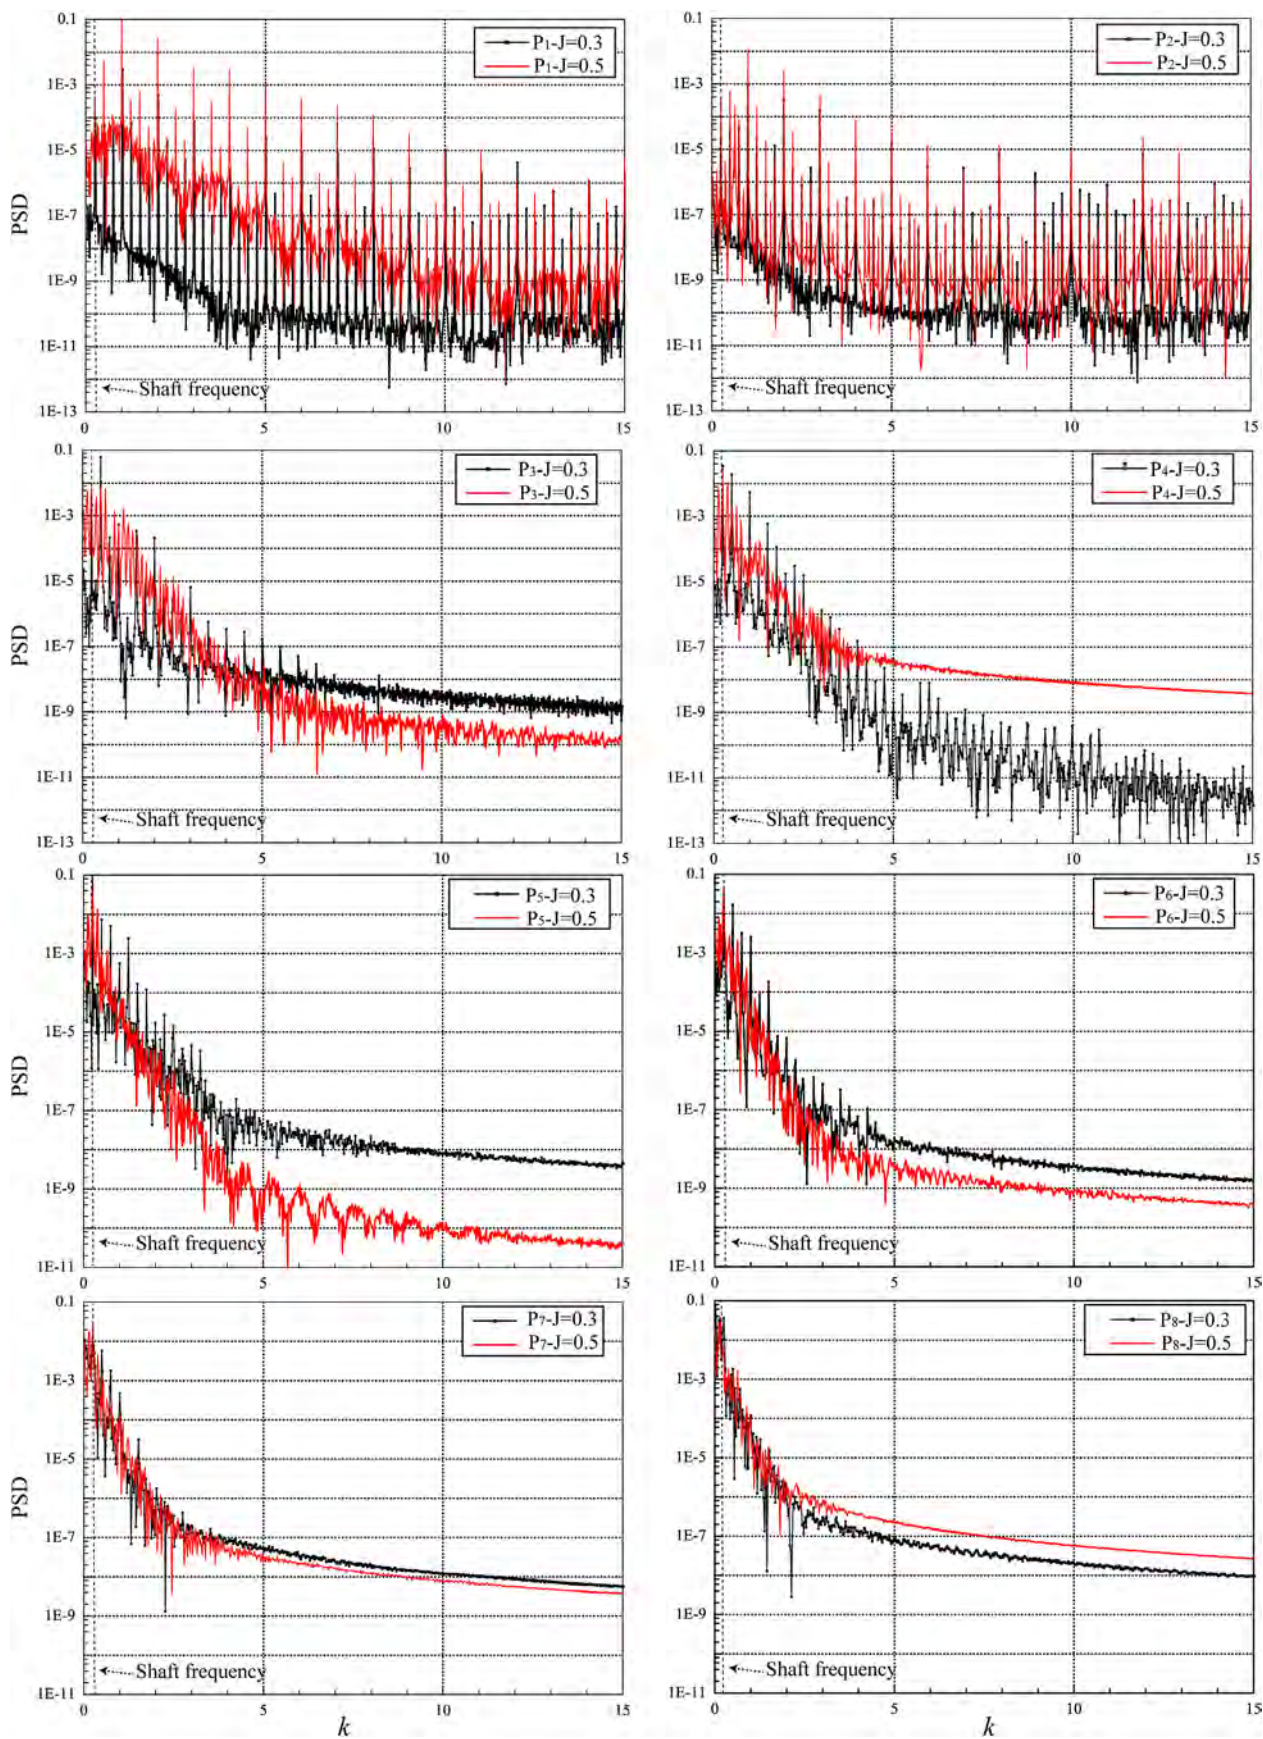 0.1
1E-3
1E-5
1E-7
1E-9
1E-11
1E-13
PSD
P1-J=0.3
P1-J=0.5
Shaft frequency
0 5 10 15
0.1
1E-3
1E-5
1E-7
1E-9
1E-11
1E-13
P2-J=0.3
P2-J=0.5
Shaft frequency
0 5 10 15
0.1
1E-3
1E-5
1E-7
1E-9
1E-11
1E-13
PSD
P3-J=0.3
P3-J=0.5
Shaft frequency
0 5 10 15
0.1
1E-3
1E-5
1E-7
1E-9
1E-11
1E-13
P4-J=0.3
P4-J=0.5
Shaft frequency
0 5 10 15
0.1
1E-3
1E-5
1E-7
1E-9
1E-11
PSD
P5-J=0.3
P5-J=0.5
Shaft frequency
0 5 10 15
0.1
1E-3
1E-5
1E-7
1E-9
1E-11
P6-J=0.3
P6-J=0.5
Shaft frequency
0 5 10 15
0.1
1E-3
1E-5
1E-7
1E-9
1E-11
PSD
P7-J=0.3
P7-J=0.5
Shaft frequency
0 5 10 15
k
0.1
1E-3
1E-5
1E-7
1E-9
1E-11
P8-J=0.3
P8-J=0.5
Shaft frequency
0 5 10 15
k